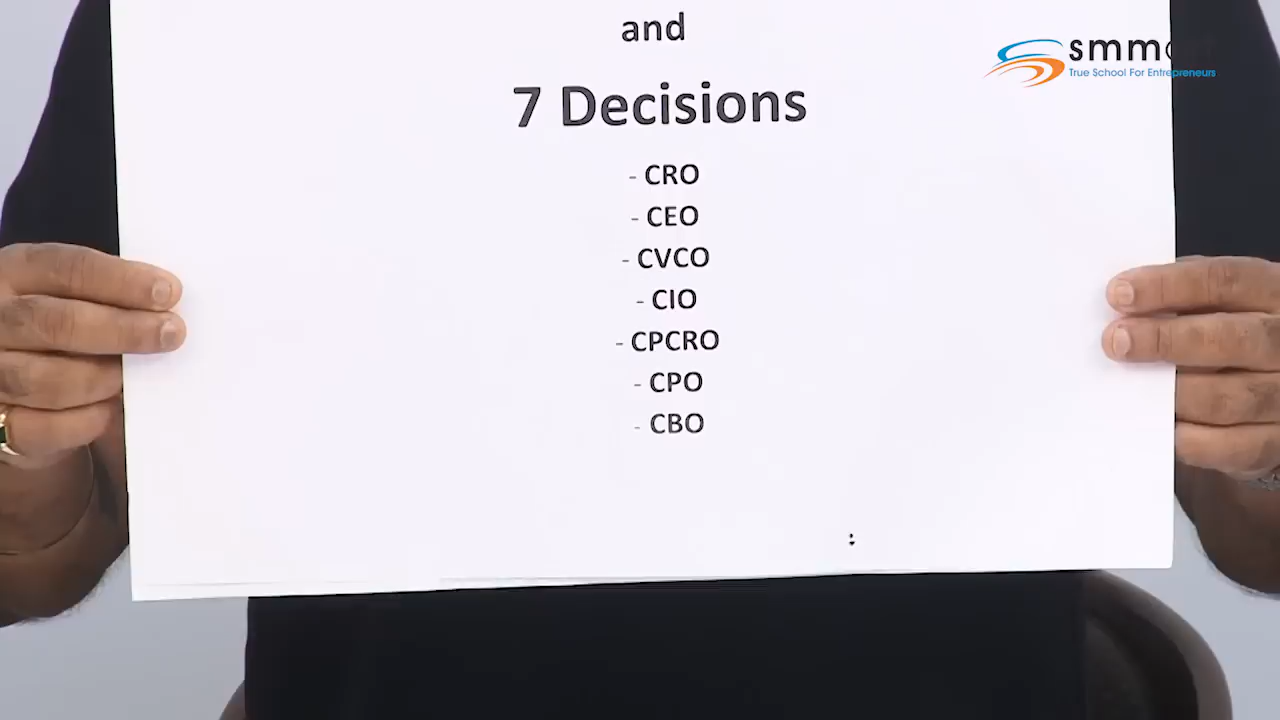 and
7 Decisions
- CRO
- CEO
- CVCO
- CIO
- CPCRO
- CPO
- CBO
:
True School For Entrepreneurs